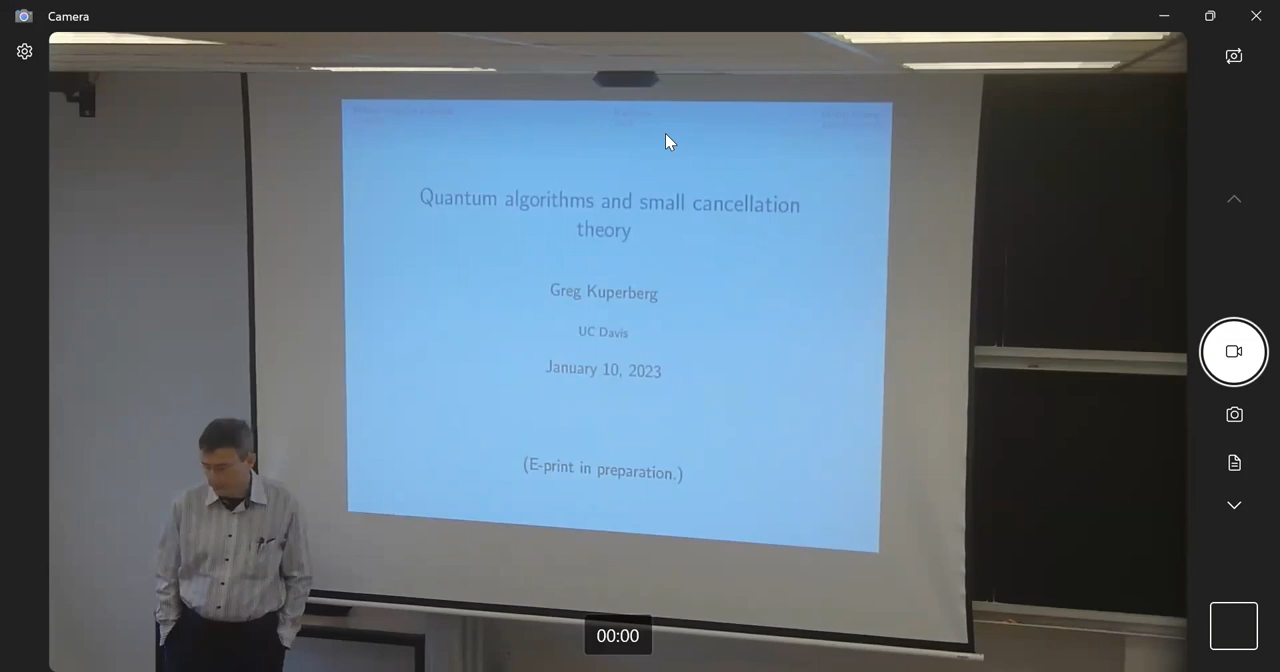 Camera
Quantum algorithms and small cancellation
theory
Greg Kuperberg
UC Davis
January 10, 2023
(E-print in preparation.)
00:00